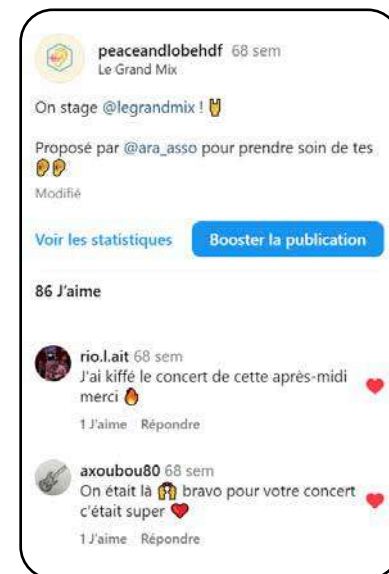 peaceandlobehdf 68 sem
Le Grand Mix
On stage @legrandmix ! 🤘
Proposé par @ara_asso pour prendre soin de tes
👂👂
Modifié
Voir les statistiques Booster la publication
86 J'aime
rio.l.ait 68 sem
J'ai kiffé le concert de cette après-midi
merci 🔥
1 J'aime Répondre
axoubou80 68 sem
On était là 🙌 bravo pour votre concert
c'était super ❤️
1 J'aime Répondre